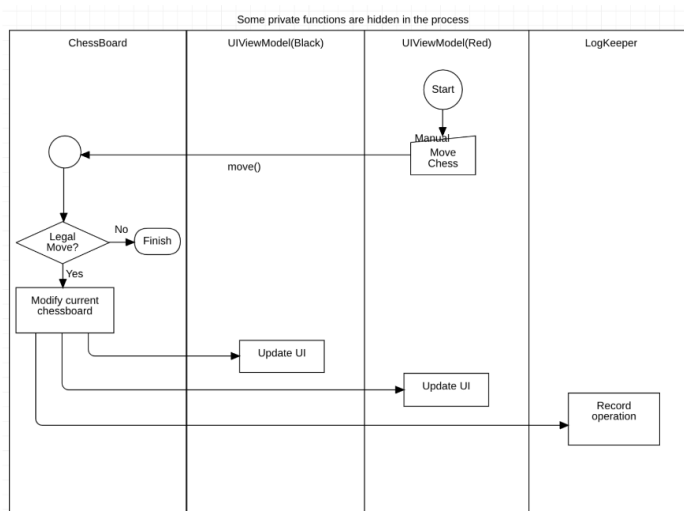 Some private functions are hidden in the process
ChessBoard
UIViewModel(Black)
UIViewModel(Red)
LogKeeper
Start
Manual
Move
Chess
move()
Legal
Move?
No
Finish
Yes
Modify current
chessboard
Update UI
Update UI
Record
operation